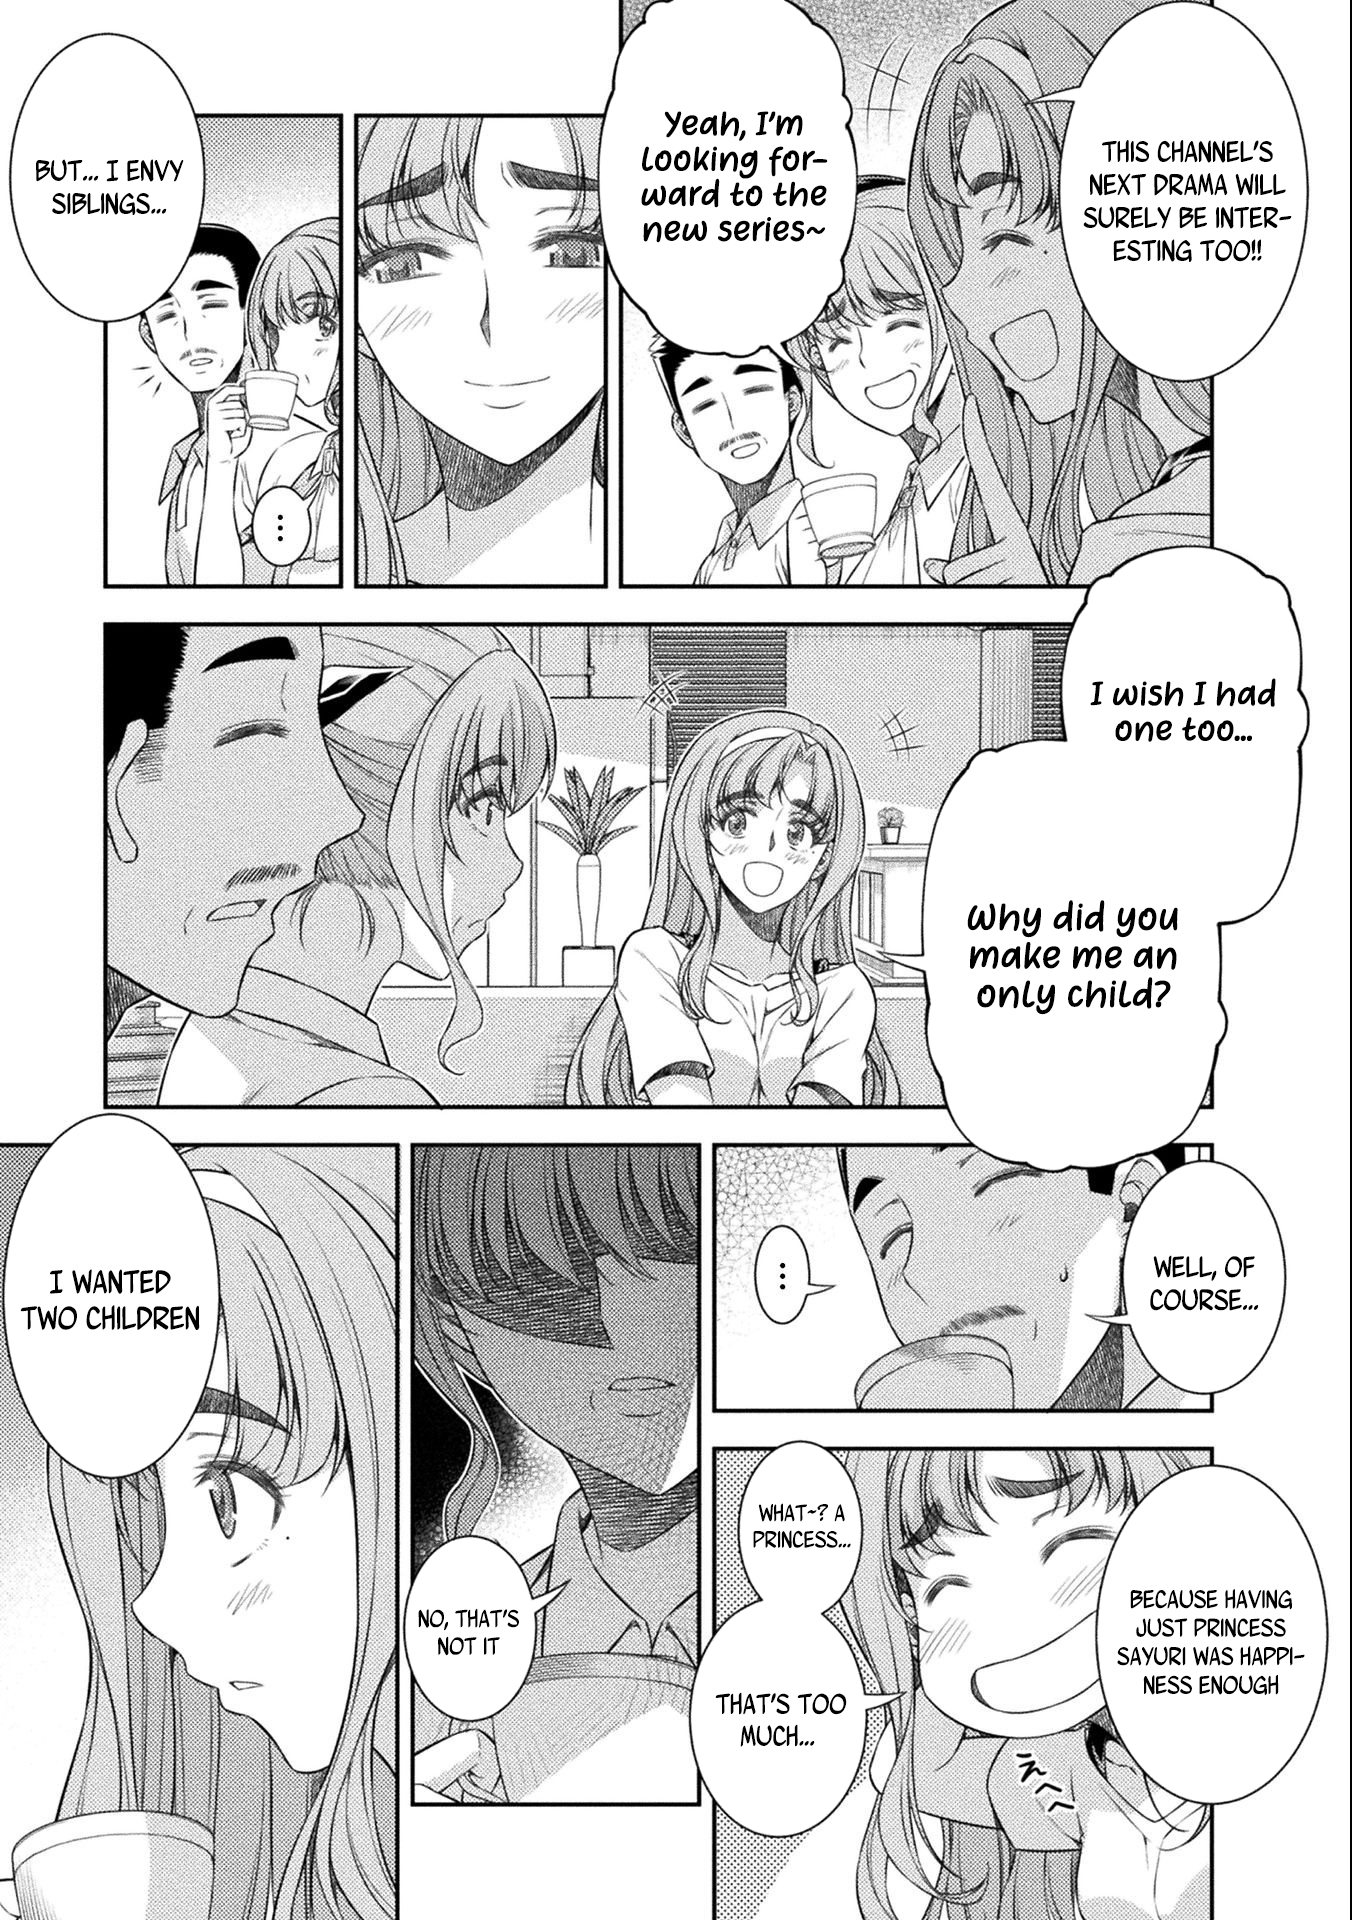 THIS CHANNEL'S
NEXT DRAMA WILL
SURELY BE INTER-
ESTING TOO!!
Yeah, I'm
looking for-
ward to the
new series~
BUT... I ENVY
SIBLINGS...
...
I wish I had
one too...
Why did you
make me an
only child?
WELL, OF
COURSE...
...
BECAUSE HAVING
JUST PRINCESS
SAYURI WAS HAPPI-
NESS ENOUGH
WHAT~? A
PRINCESS...
THAT'S TOO
MUCH...
えへへ
NO, THAT'S
NOT IT
I WANTED
TWO CHILDREN